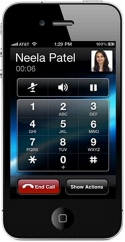 AT&T 1:29 PM
Neela Patel
00:06
1 2 3
ABC DEF
4 5 6
GHI JKL MNO
7 8 9
PQRS TUV WXYZ
* 0 #
+
End Call Show Actions